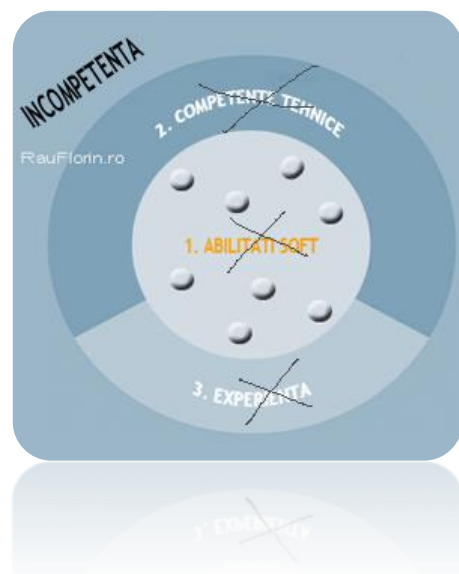 INCOMPETENTA
2. COMPETENTE TEHNICE
RauFlorin.ro
1. ABILITATI SOFT
3. EXPERIENTA